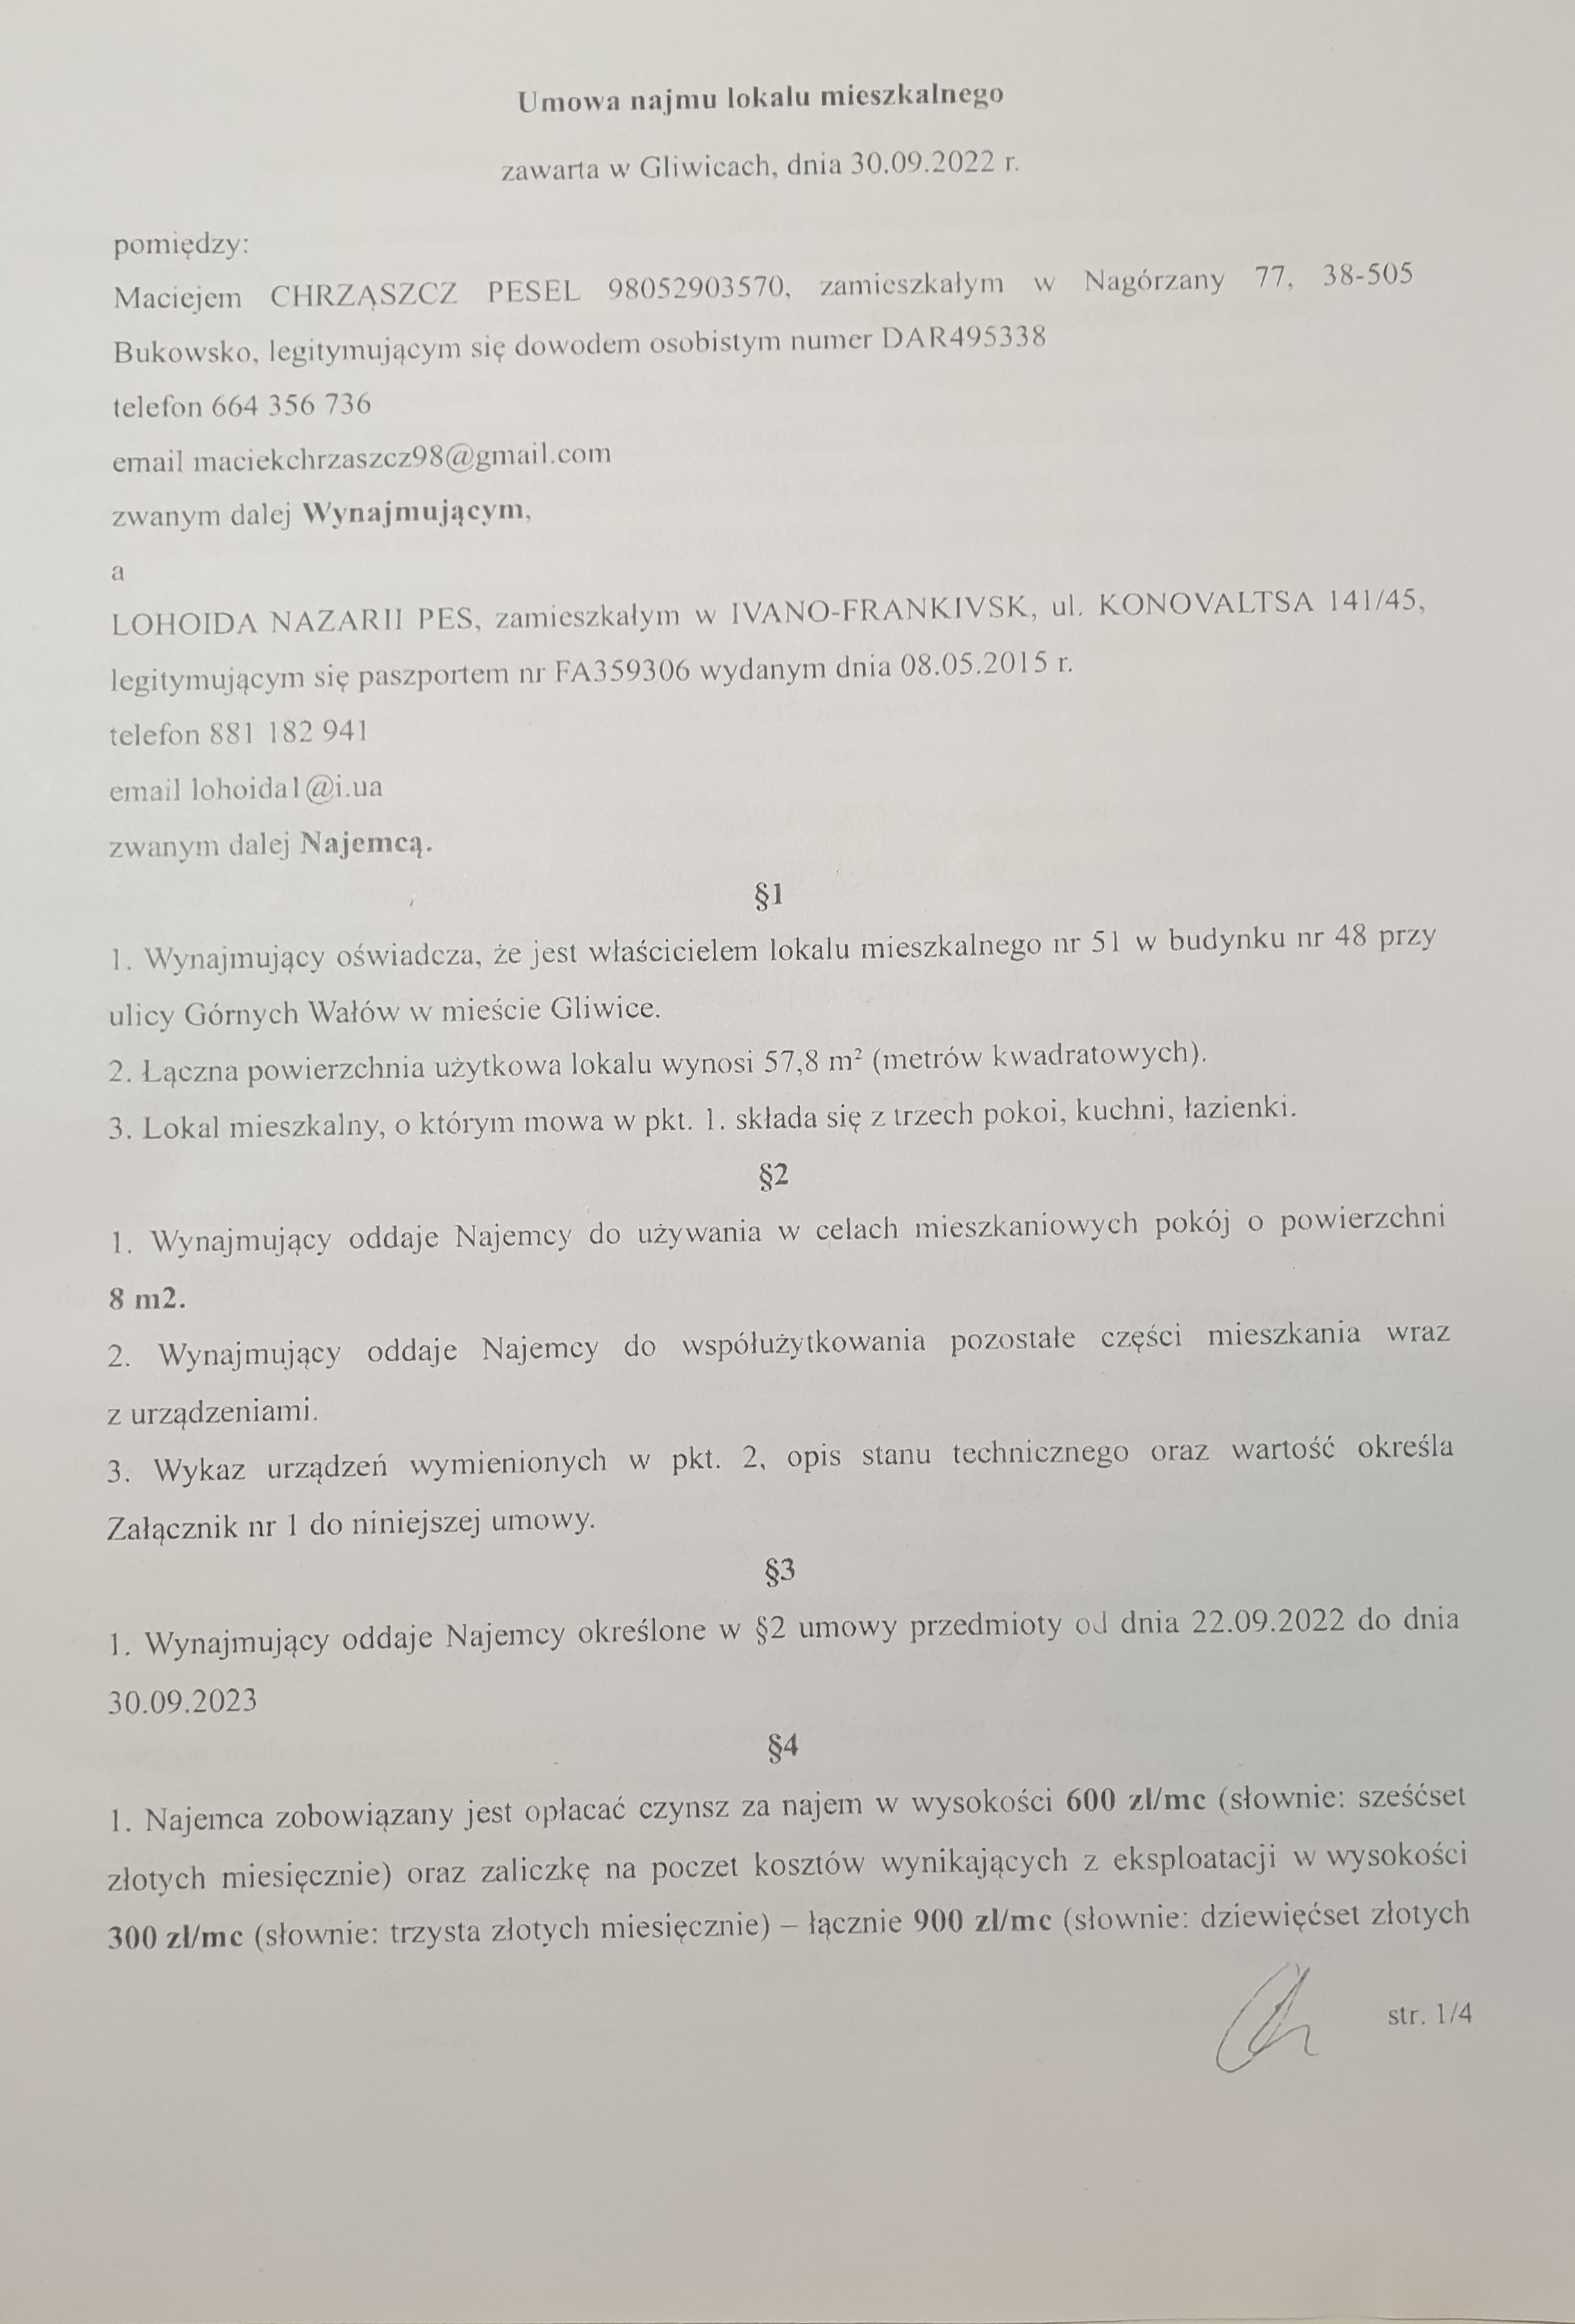 Umowa najmu lokalu mieszkalnego
zawarta w Gliwicach, dnia 30.09.2022 r.
pomiędzy:
Maciejem CHRZĄSZCZ PESEL 98052903570, zamieszkałym w Nagórzany 77, 38-505
Bukowsko, legitymującym się dowodem osobistym numer DAR495338
telefon 664 356 736
email maciekchrzaszcz98@gmail.com
zwanym dalej Wynajmującym,
a
LOHOIDA NAZARII PES, zamieszkałym w IVANO-FRANKIVSK, ul. KONOVALTSA 141/45,
legitymującym się paszportem nr FA359306 wydanym dnia 08.05.2015 r.
telefon 881 182 941
email lohoida1@i.ua
zwanym dalej Najemcą.
§1
1. Wynajmujący oświadcza, że jest właścicielem lokalu mieszkalnego nr 51 w budynku nr 48 przy
ulicy Górnych Wałów w mieście Gliwice.
2. Łączna powierzchnia użytkowa lokalu wynosi 57,8 m² (metrów kwadratowych).
3. Lokal mieszkalny, o którym mowa w pkt. 1. składa się z trzech pokoi, kuchni, łazienki.
§2
1. Wynajmujący oddaje Najemcy do używania w celach mieszkaniowych pokój o powierzchni
8 m2.
2. Wynajmujący oddaje Najemcy do współużytkowania pozostałe części mieszkania wraz
z urządzeniami.
3. Wykaz urządzeń wymienionych w pkt. 2, opis stanu technicznego oraz wartość określa
Załącznik nr 1 do niniejszej umowy.
§3
1. Wynajmujący oddaje Najemcy określone w §2 umowy przedmioty od dnia 22.09.2022 do dnia
30.09.2023
§4
1. Najemca zobowiązany jest opłacać czynsz za najem w wysokości 600 zł/mc (słownie: sześćset
złotych miesięcznie) oraz zaliczkę na poczet kosztów wynikających z eksploatacji w wysokości
300 zł/mc (słownie: trzysta złotych miesięcznie) – łącznie 900 zł/mc (słownie: dziewięćset złotych
str. 1/4